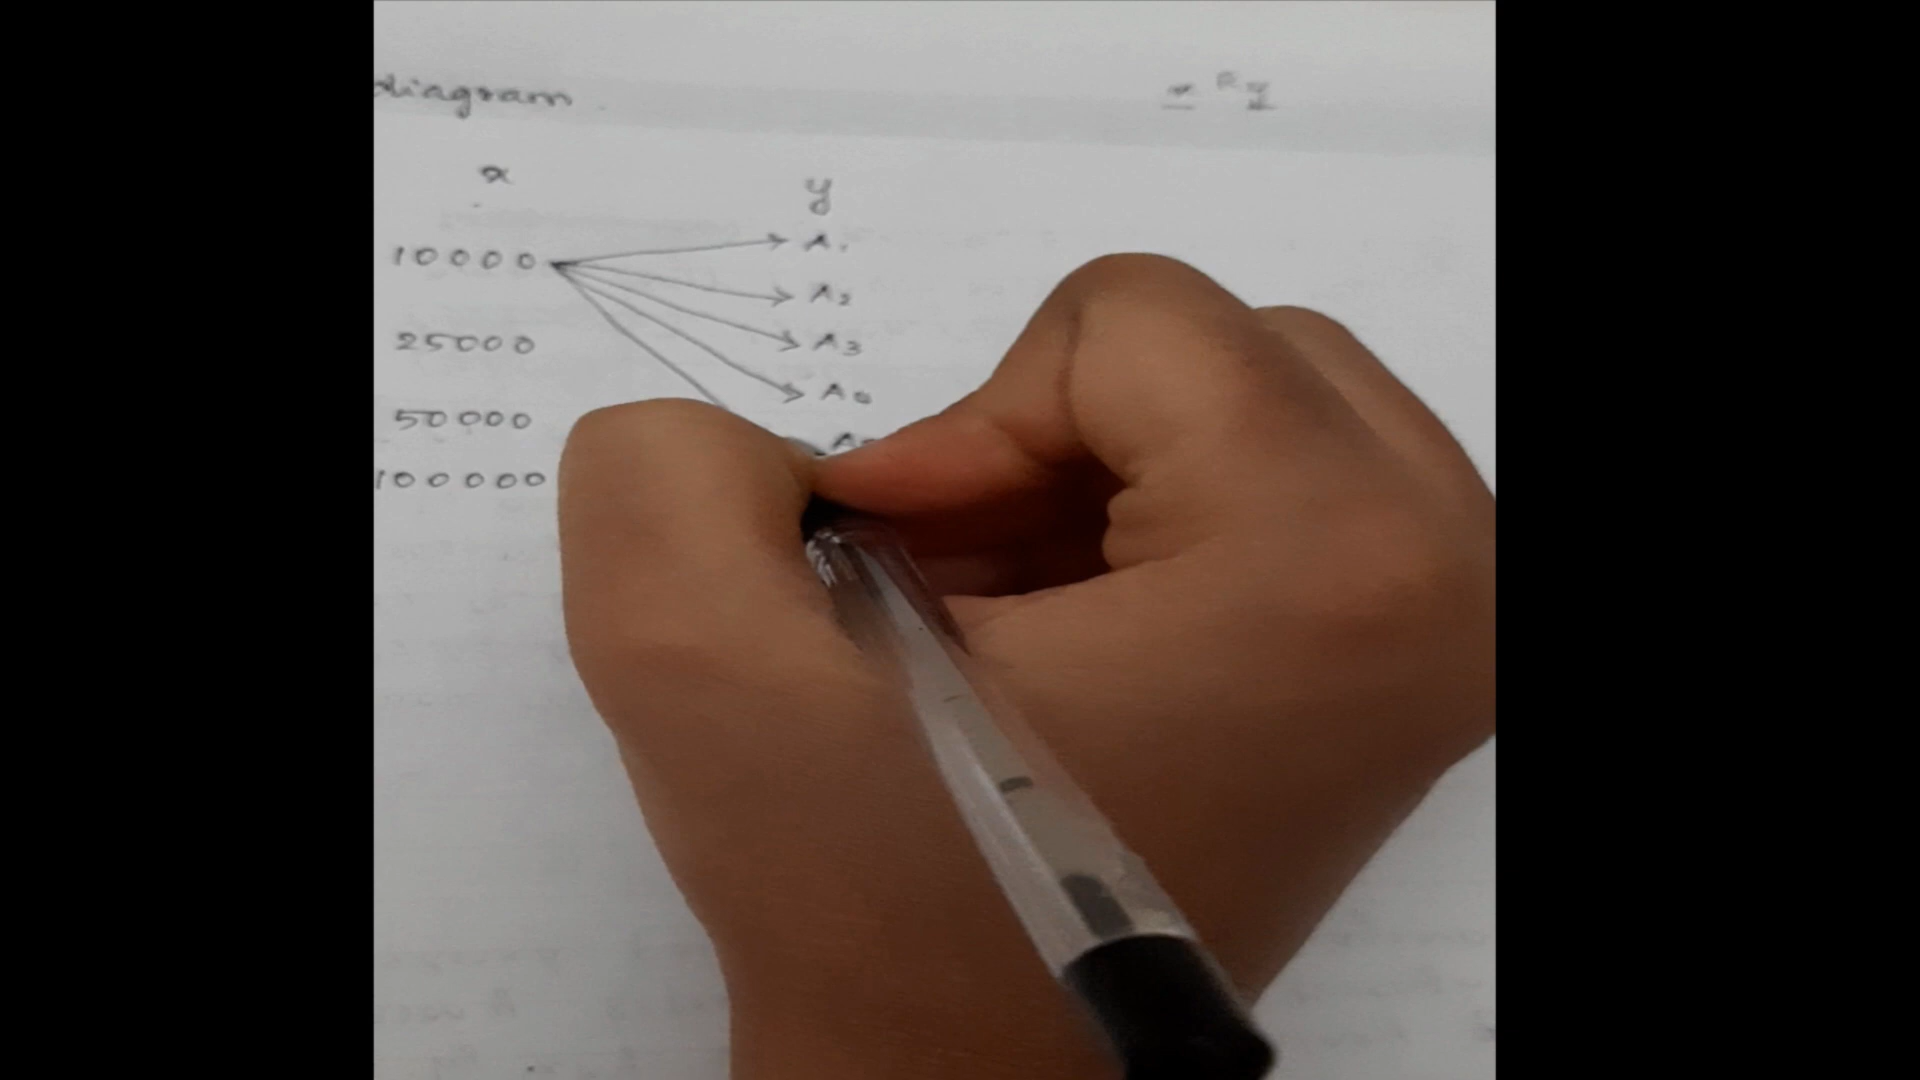 diagram
x R y
x y
10000 A1
A2
25000 A3
A4
50000
100000